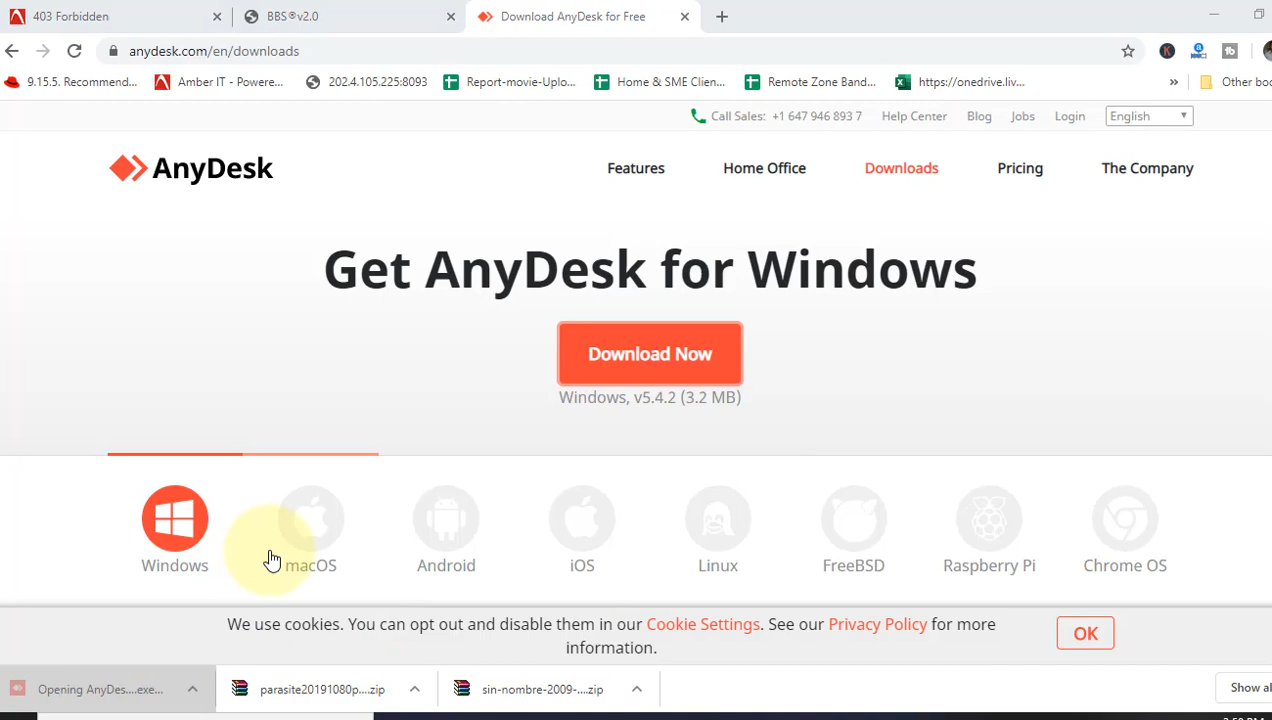 403 Forbidden
BBS®v2.0
Download AnyDesk for Free
anydesk.com/en/downloads
9.15.5. Recommend...
Amber IT - Powere...
202.4.105.225:8093
Report-movie-Uplo...
Home & SME Clien...
Remote Zone Band...
https://onedrive.liv...
»
Other boo
Call Sales: +1 647 946 893 7
Help Center
Blog
Jobs
Login
English
AnyDesk
Features
Home Office
Downloads
Pricing
The Company
Get AnyDesk for Windows
Download Now
Windows, v5.4.2 (3.2 MB)
Windows
macOS
Android
iOS
Linux
FreeBSD
Raspberry Pi
Chrome OS
We use cookies. You can opt out and disable them in our Cookie Settings. See our Privacy Policy for more
information.
OK
Opening AnyDes....exe...
parasite20191080p....zip
sin-nombre-2009-....zip
Show al